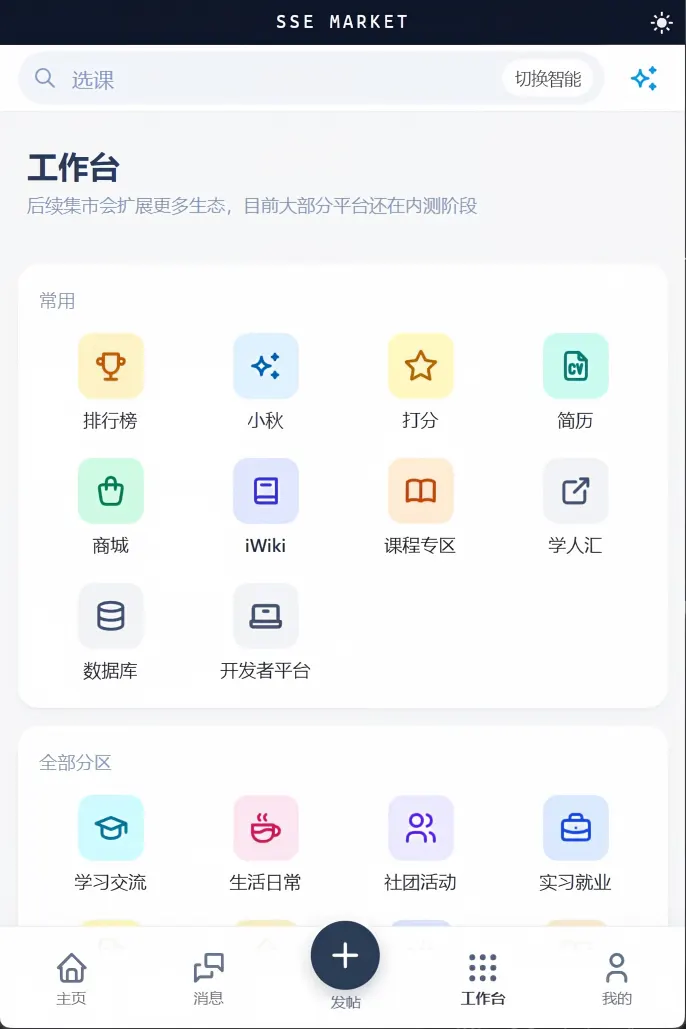 SSE MARKET
选课
切换智能
工作台
后续集市会扩展更多生态，目前大部分平台还在内测阶段
常用
排行榜
小秋
打分
CV
简历
商城
iWiki
课程专区
学人汇
数据库
开发者平台
全部分区
学习交流
生活日常
社团活动
实习就业
主页
消息
发帖
工作台
我的